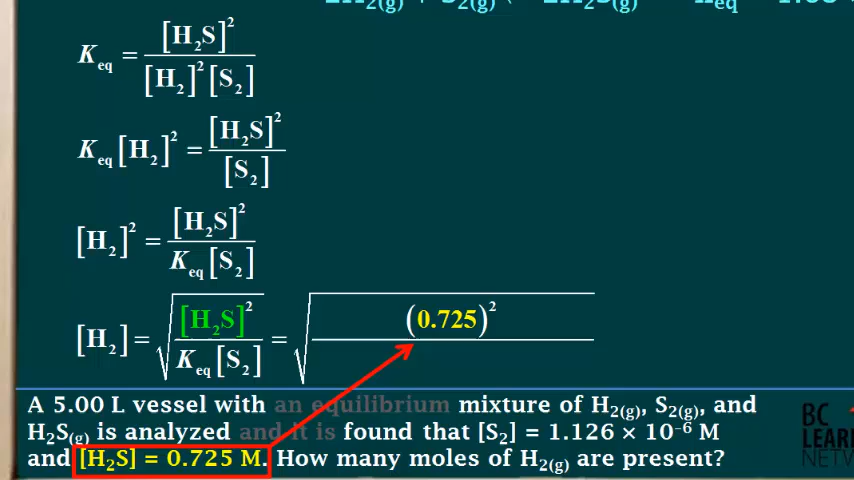 K_eq = [H₂S]² / [H₂]² [S₂]
K_eq [H₂]² = [H₂S]² / [S₂]
[H₂]² = [H₂S]² / K_eq [S₂]
[H₂] = √([H₂S]² / K_eq [S₂]) = √((0.725)² / )
A 5.00 L vessel with an equilibrium mixture of H₂(g), S₂(g), and
H₂S(g) is analyzed and it is found that [S₂] = 1.126 × 10⁻⁶ M
and [H₂S] = 0.725 M. How many moles of H₂(g) are present?
BC
LEAR
NETW